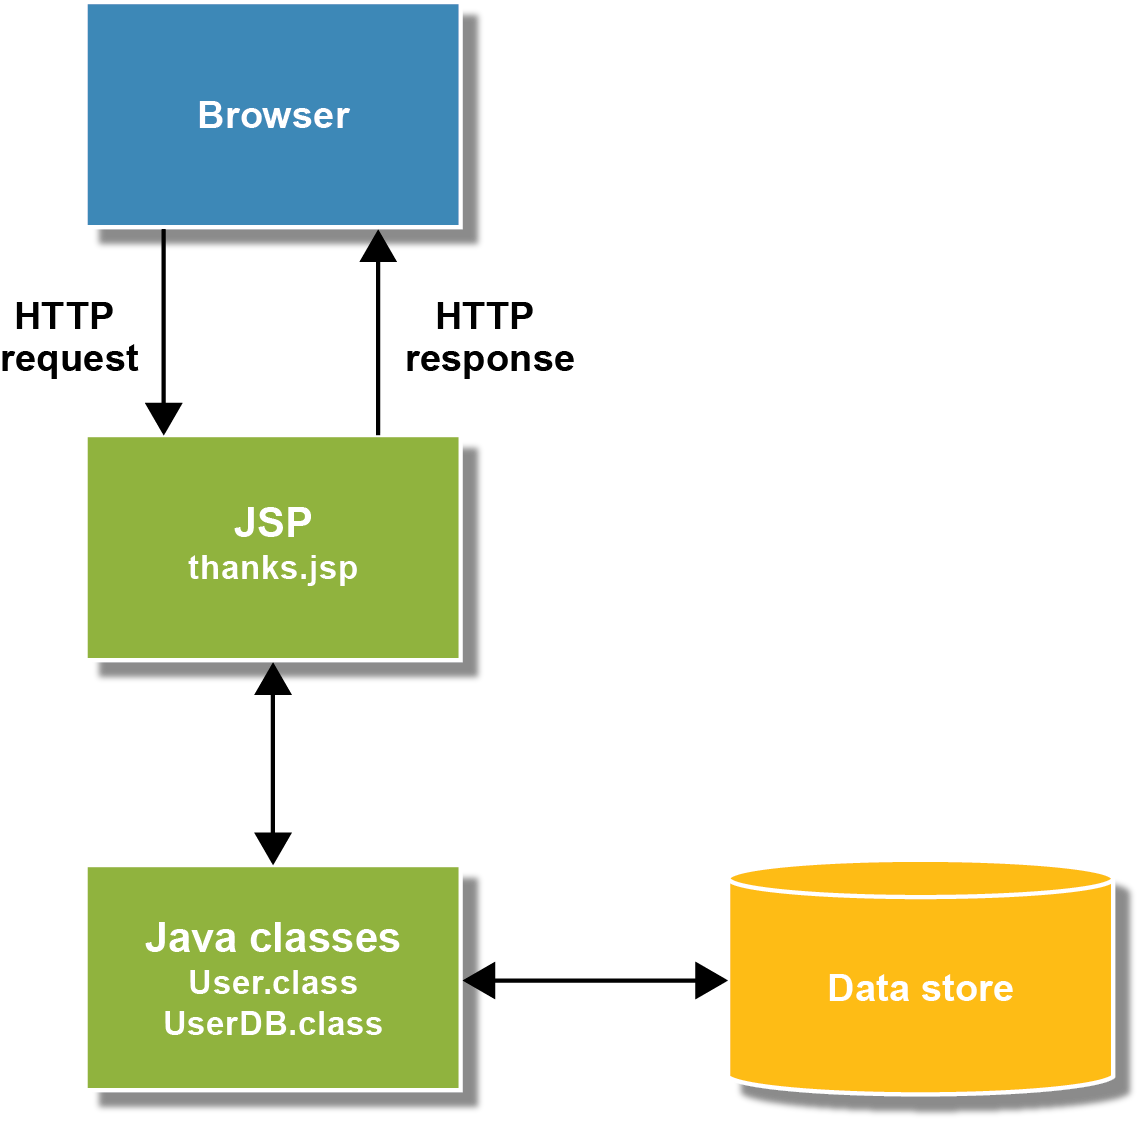 Browser
HTTP
request
HTTP
response
JSP
thanks.jsp
Java classes
User.class
UserDB.class
Data store